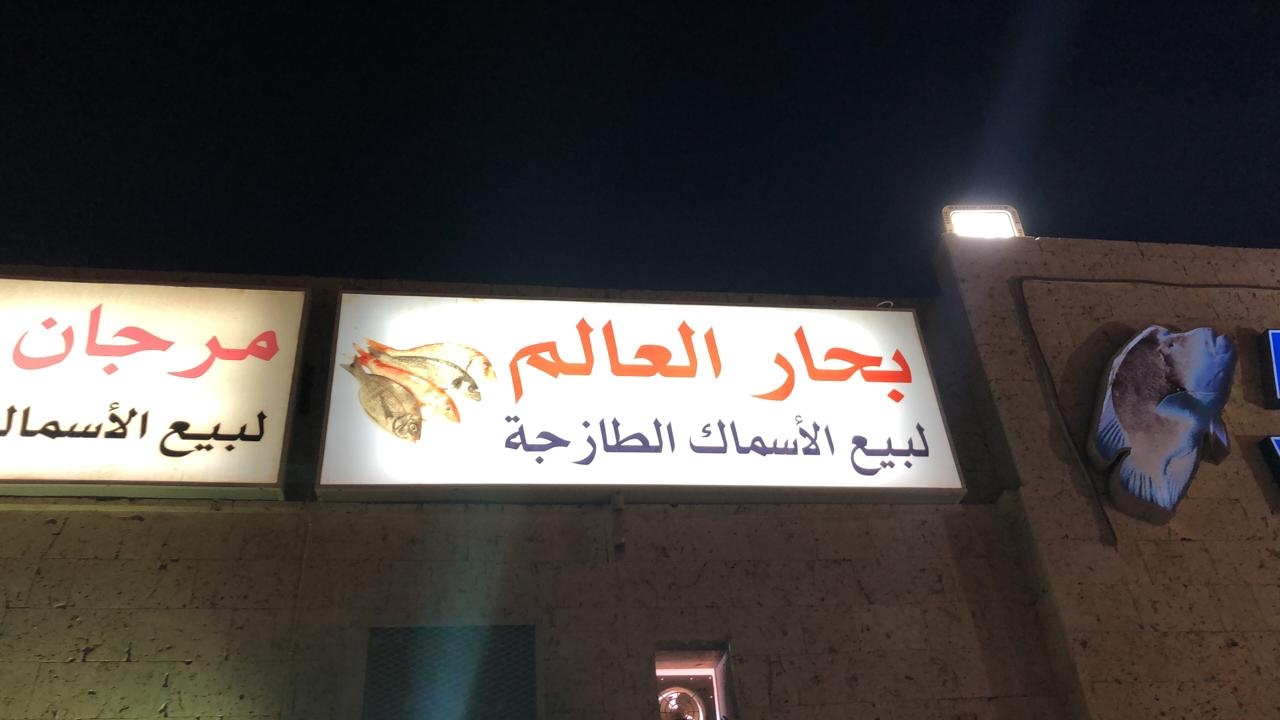 بحار العالم
لبيع الأسماك الطازجة
مرجان
لبيع